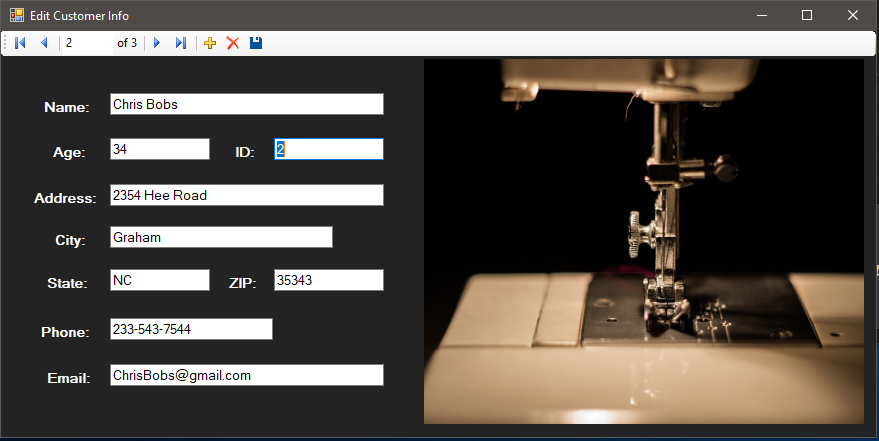 Edit Customer Info
2 of 3
Name: Chris Bobs
Age: 34 ID: 2
Address: 2354 Hee Road
City: Graham
State: NC ZIP: 35343
Phone: 233-543-7544
Email: ChrisBobs@gmail.com